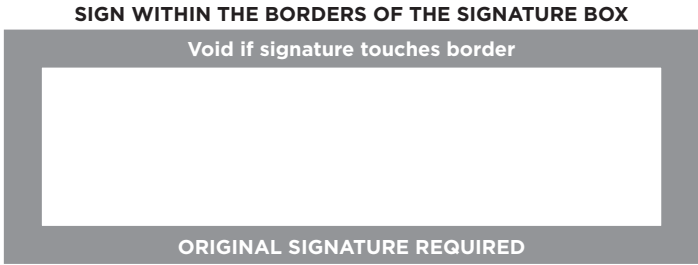 SIGN WITHIN THE BORDERS OF THE SIGNATURE BOX
Void if signature touches border
ORIGINAL SIGNATURE REQUIRED